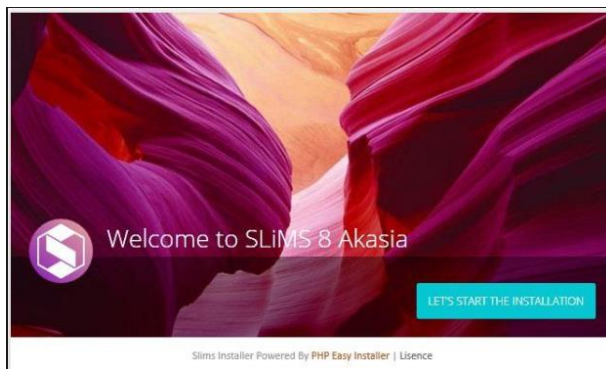 Welcome to SLiMS 8 Akasia
LET'S START THE INSTALLATION
Slims Installer Powered By PHP Easy Installer | Lisence